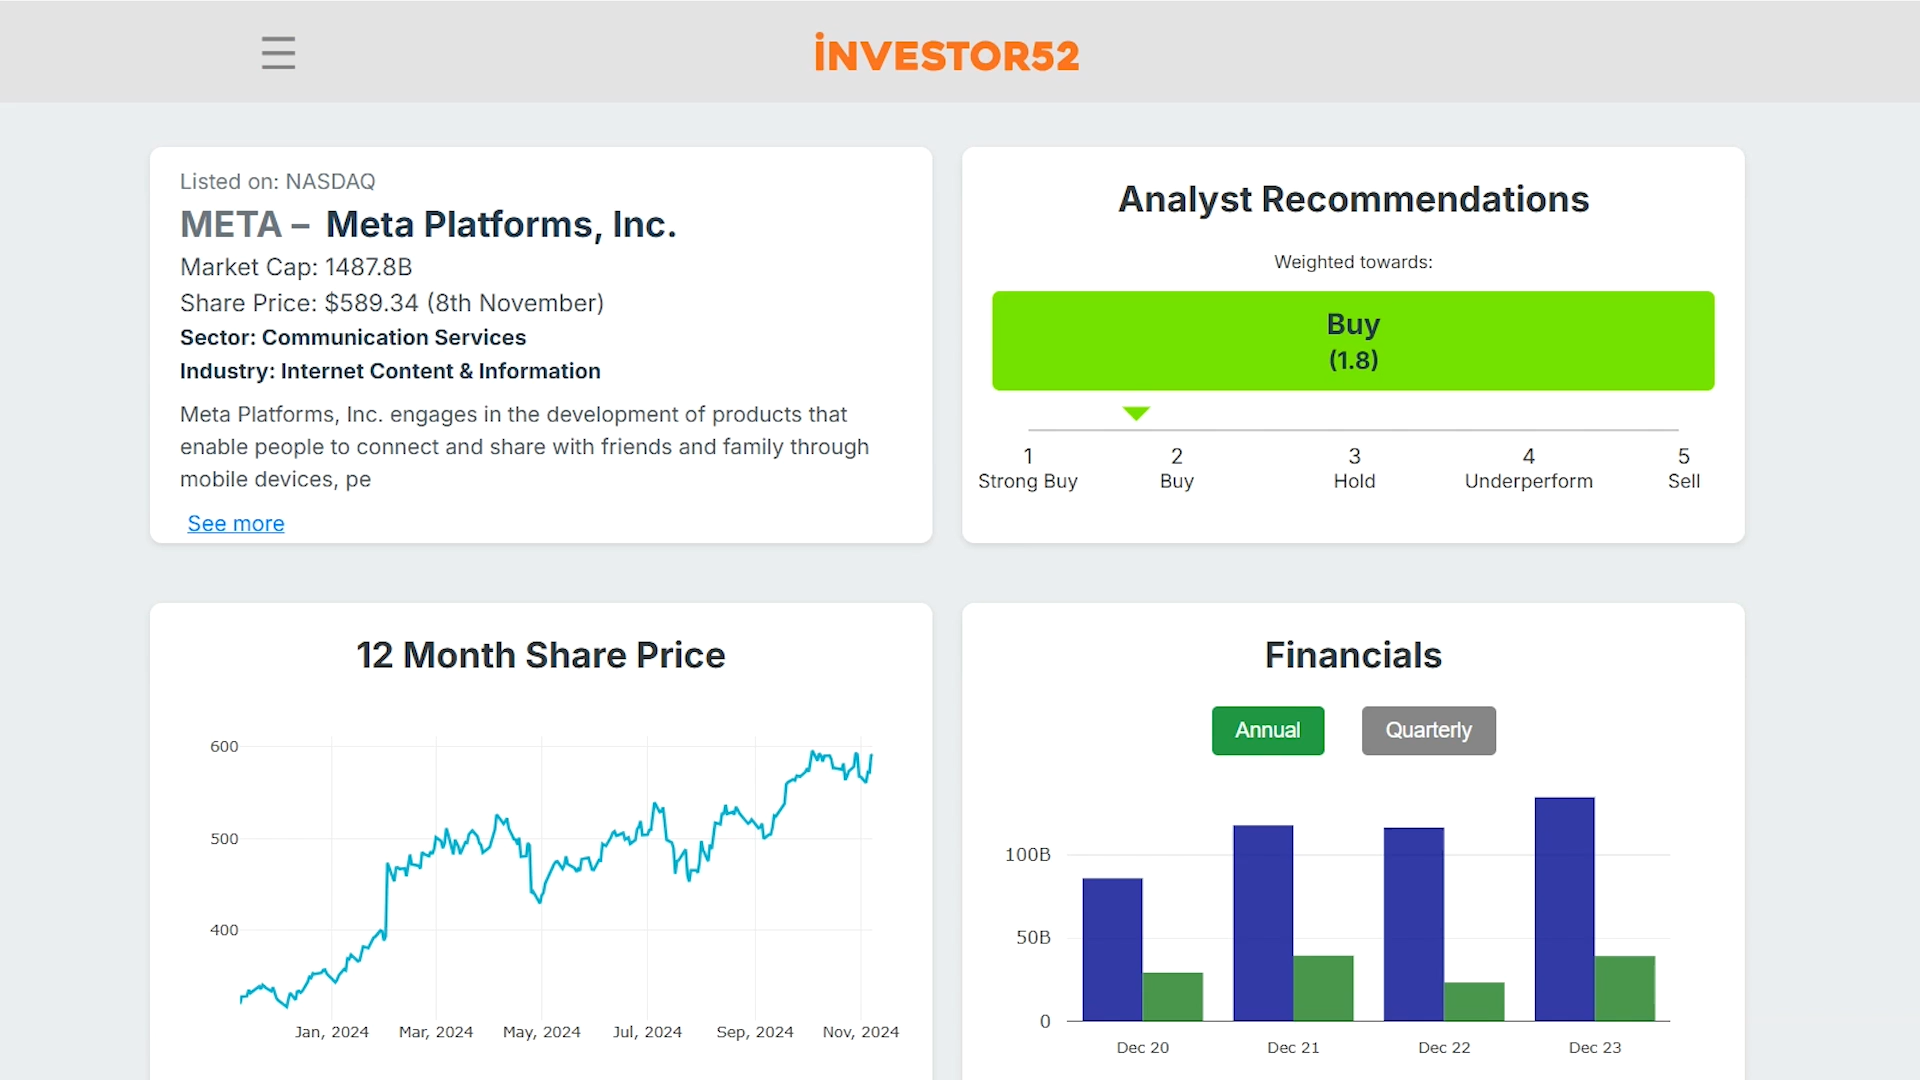 iNVESTOR52
Listed on: NASDAQ
META – Meta Platforms, Inc.
Market Cap: 1487.8B
Share Price: $589.34 (8th November)
Sector: Communication Services
Industry: Internet Content & Information
Meta Platforms, Inc. engages in the development of products that
enable people to connect and share with friends and family through
mobile devices, pe
See more
Analyst Recommendations
Weighted towards:
Buy
(1.8)
1 2 3 4 5
Strong Buy Buy Hold Underperform Sell
12 Month Share Price
600
500
400
Jan, 2024 Mar, 2024 May, 2024 Jul, 2024 Sep, 2024 Nov, 2024
Financials
Annual Quarterly
100B
50B
0
Dec 20 Dec 21 Dec 22 Dec 23